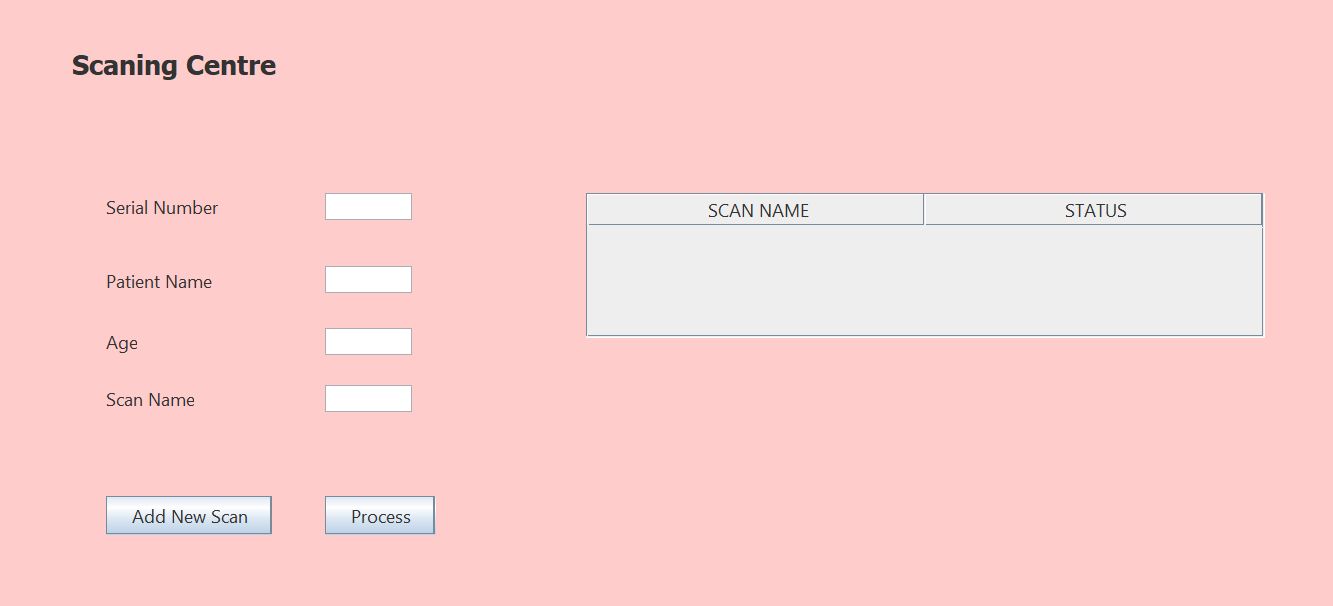 Scaning Centre
Serial Number
SCAN NAME STATUS
Patient Name
Age
Scan Name
Add New Scan Process